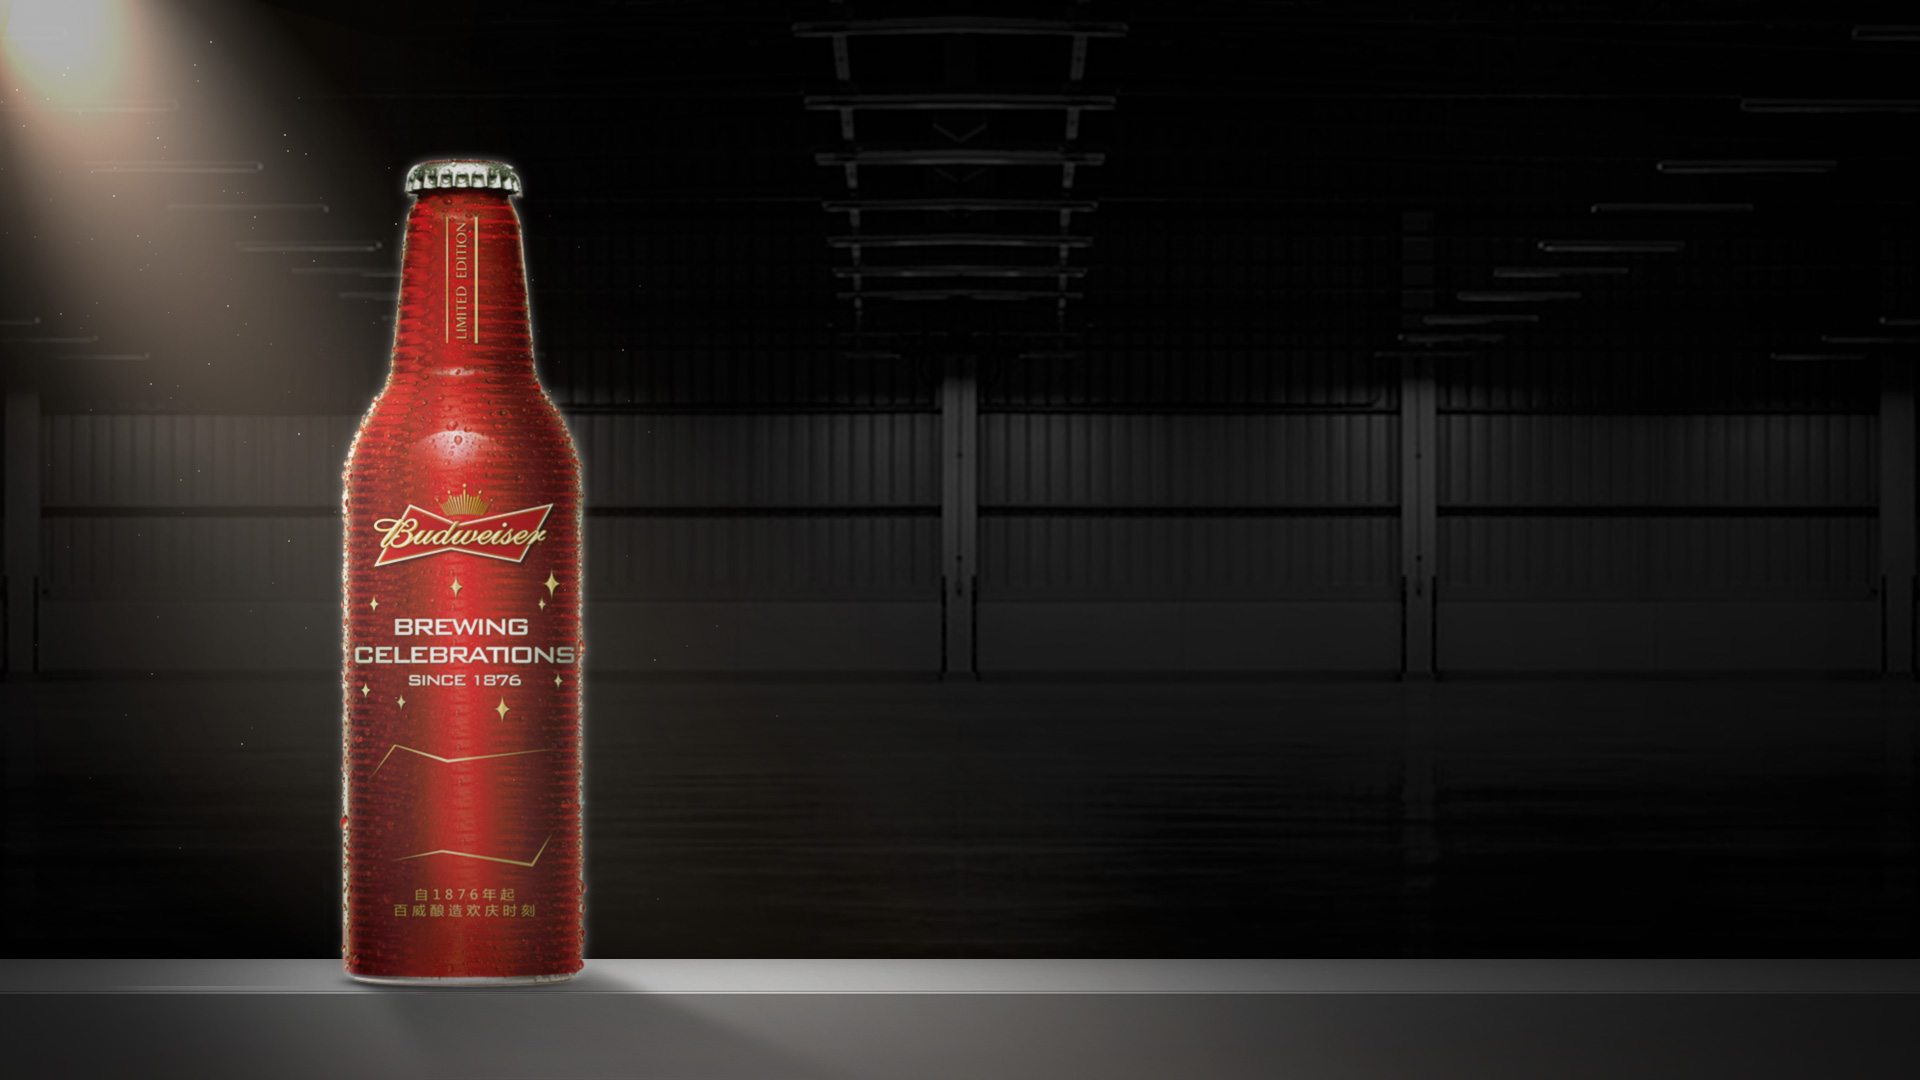 LIMITED EDITION
Budweiser
BREWING
CELEBRATIONS
SINCE 1876
自1876年起
百威酿造欢庆时刻